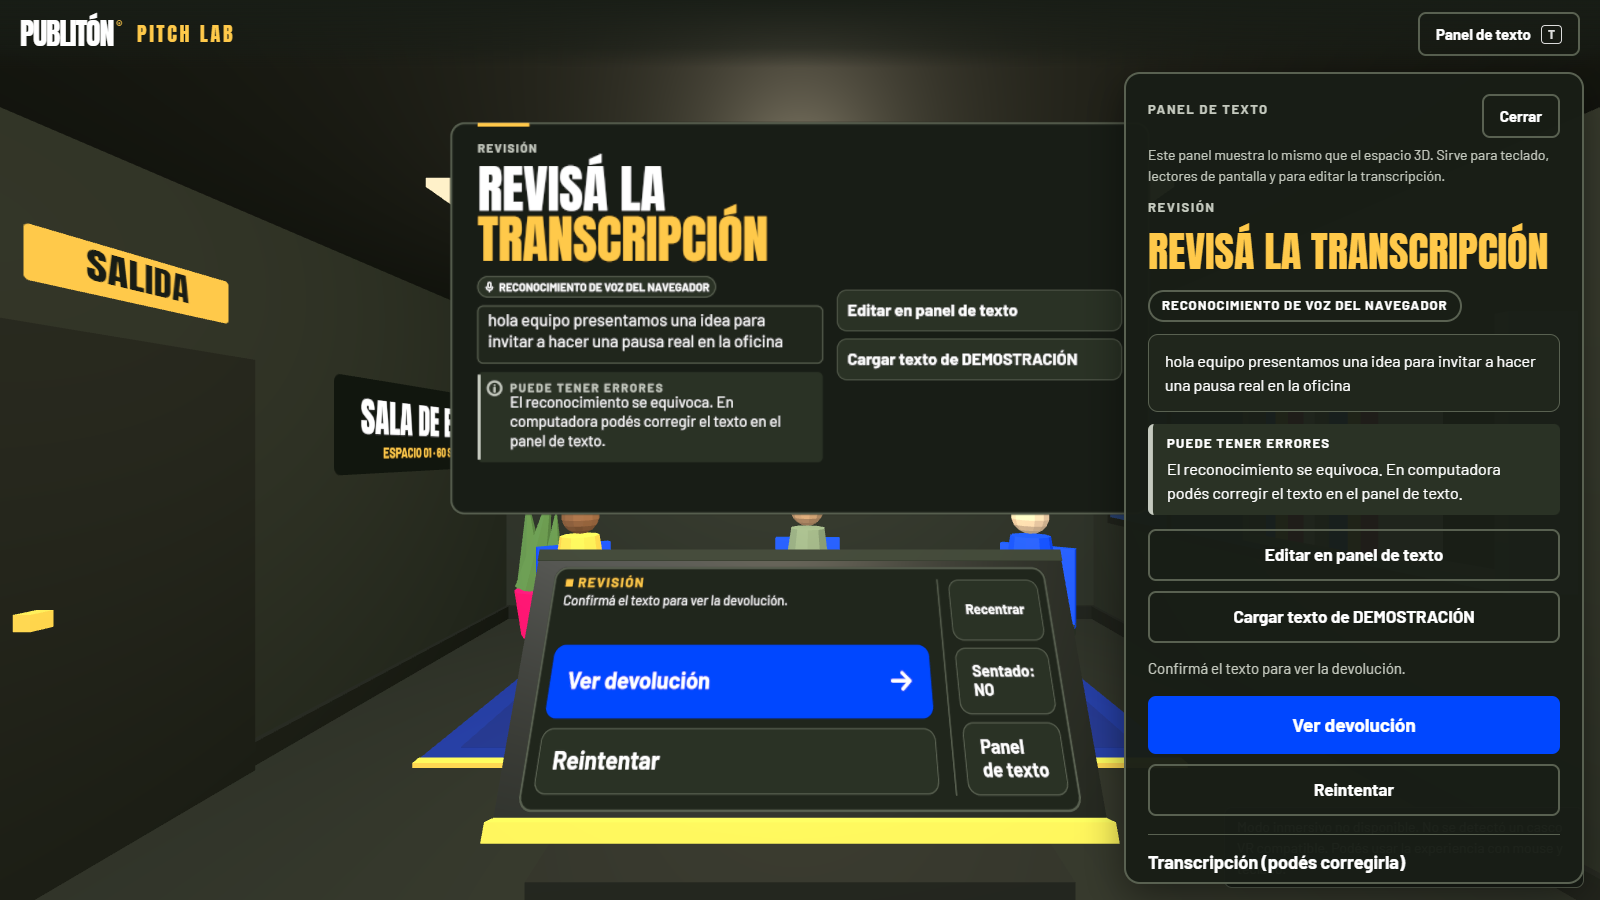 PUBLITÓN
PITCH LAB
Panel de texto T
SALIDA
SALA DE
ESPACIO 01 · 60
REVISIÓN
REVISÁ LA
TRANSCRIPCIÓN
RECONOCIMIENTO DE VOZ DEL NAVEGADOR
hola equipo presentamos una idea para
invitar a hacer una pausa real en la oficina
PUEDE TENER ERRORES
El reconocimiento se equivoca. En
computadora podés corregir el texto en el
panel de texto.
Editar en panel de texto
Cargar texto de DEMOSTRACIÓN
REVISIÓN
Confirmá el texto para ver la devolución.
Ver devolución
Reintentar
Recentrar
Sentado:
NO
Panel
de texto
PANEL DE TEXTO
Cerrar
Este panel muestra lo mismo que el espacio 3D. Sirve para teclado,
lectores de pantalla y para editar la transcripción.
REVISIÓN
REVISÁ LA TRANSCRIPCIÓN
RECONOCIMIENTO DE VOZ DEL NAVEGADOR
hola equipo presentamos una idea para invitar a hacer
una pausa real en la oficina
PUEDE TENER ERRORES
El reconocimiento se equivoca. En computadora
podés corregir el texto en el panel de texto.
Editar en panel de texto
Cargar texto de DEMOSTRACIÓN
Confirmá el texto para ver la devolución.
Ver devolución
Reintentar
Transcripción (podés corregirla)